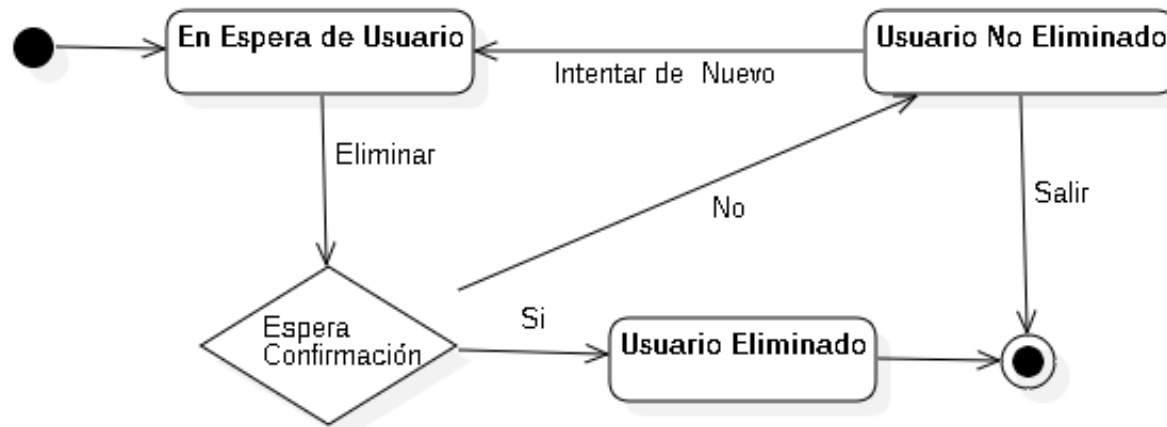 En Espera de Usuario
Usuario No Eliminado
Intentar de Nuevo
Eliminar
No
Salir
Espera
Confirmación
Si
Usuario Eliminado